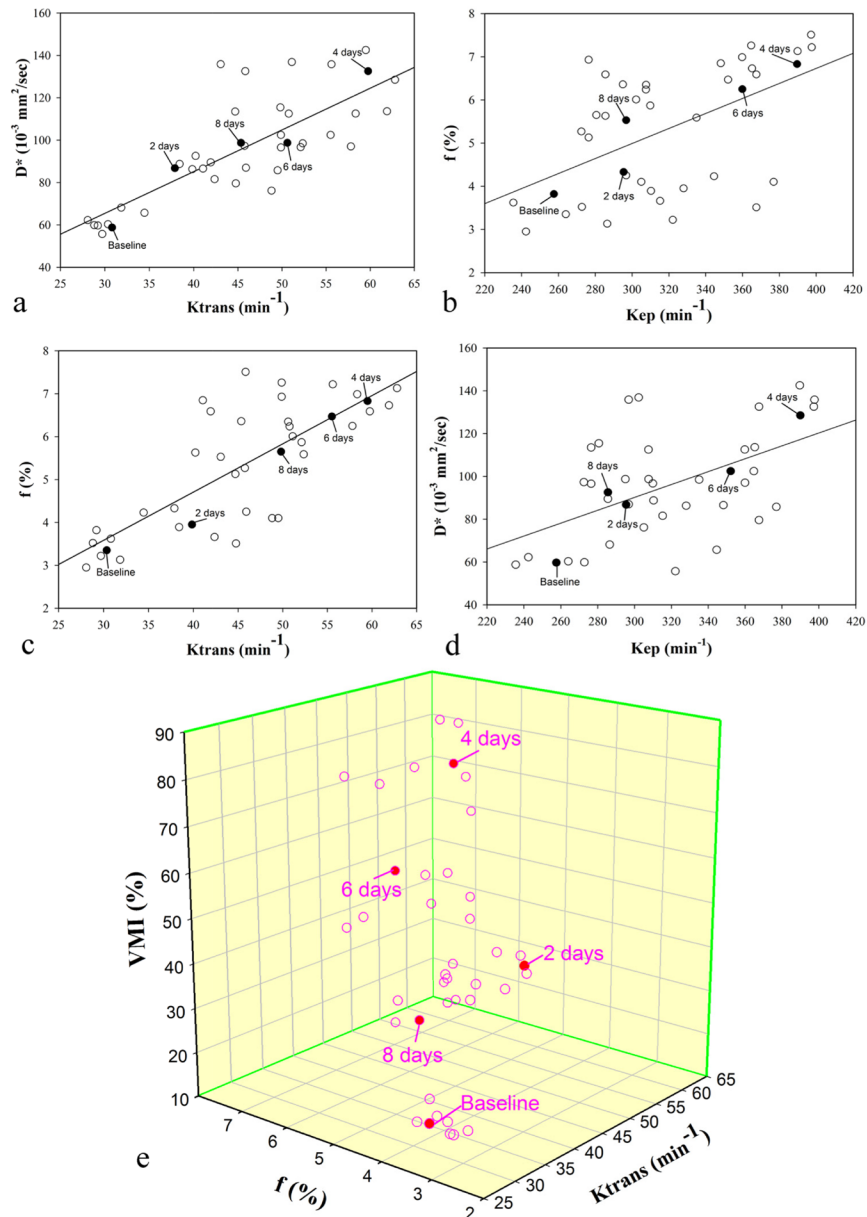 160
140
120
100
80
60
40
D* (10-3 mm2/sec)
4 days
8 days
2 days
6 days
Baseline
25 30 35 40 45 50 55 60 65
Ktrans (min-1)
a
8
7
6
5
4
3
2
f (%)
4 days
6 days
8 days
2 days
Baseline
220 240 260 280 300 320 340 360 380 400 420
Kep (min-1)
b
8
7
6
5
4
3
2
f (%)
4 days
6 days
8 days
2 days
Baseline
25 30 35 40 45 50 55 60 65
Ktrans (min-1)
c
160
140
120
100
80
60
40
D* (10-3 mm2/sec)
4 days
8 days
6 days
2 days
Baseline
220 240 260 280 300 320 340 360 380 400 420
Kep (min-1)
d
90
80
70
60
50
40
30
20
10
VMI (%)
4 days
6 days
2 days
8 days
Baseline
7 6 5 4 3 2
f (%)
25 30 35 40 45 50 55 60 65
Ktrans (min-1)
e